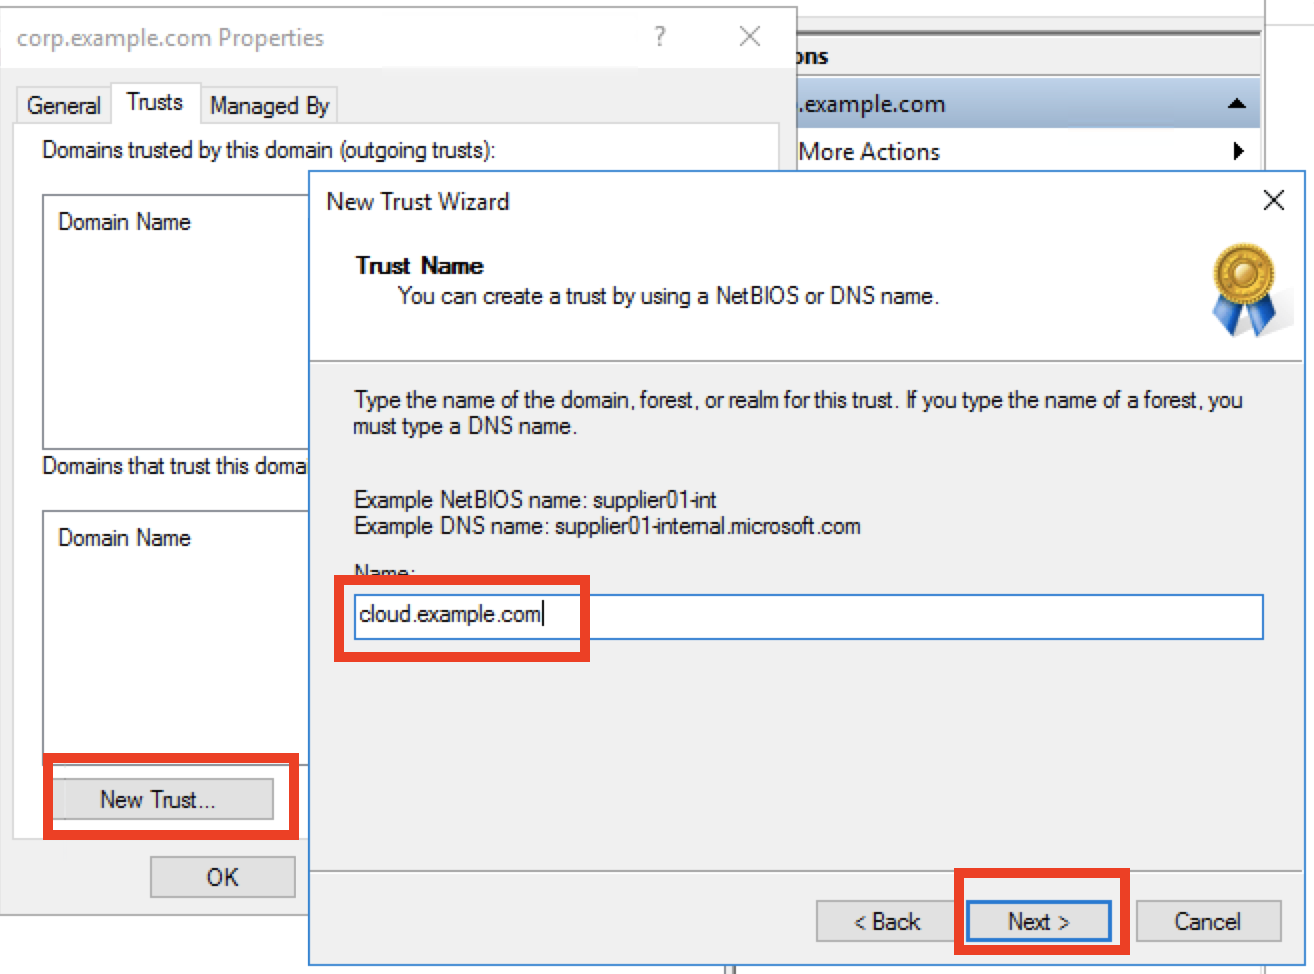 corp.example.com Properties
?
General
Trusts
Managed By
Domains trusted by this domain (outgoing trusts):
Domain Name
Domains that trust this domai
Domain Name
New Trust...
OK
ons
.example.com
More Actions
New Trust Wizard
Trust Name
You can create a trust by using a NetBIOS or DNS name.
Type the name of the domain, forest, or realm for this trust. If you type the name of a forest, you
must type a DNS name.
Example NetBIOS name: supplier01-int
Example DNS name: supplier01-internal.microsoft.com
Name:
cloud.example.com
< Back
Next >
Cancel